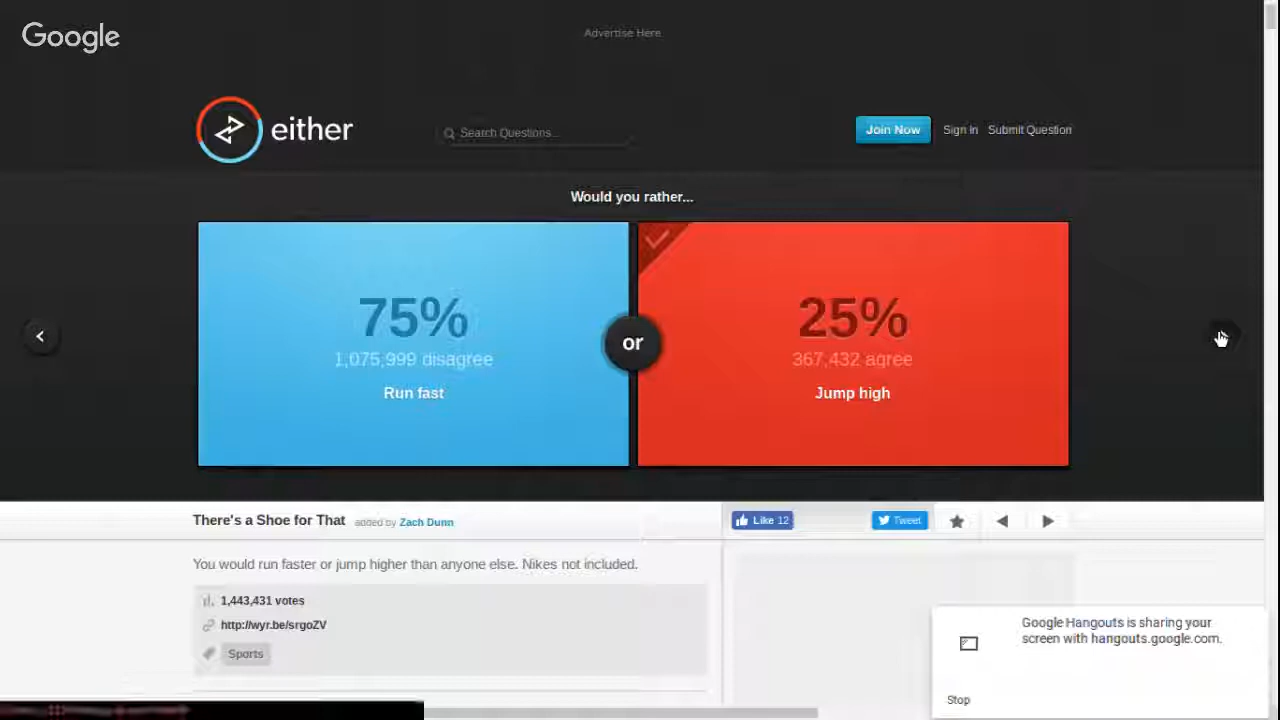 Google
Advertise Here
either
Search Questions...
Join Now
Sign In
Submit Question
Would you rather...
75%
1,075,999 disagree
Run fast
or
25%
367,432 agree
Jump high
There's a Shoe for That added by Zach Dunn
Like 12
Tweet
You would run faster or jump higher than anyone else. Nikes not included.
1,443,431 votes
http://wyr.be/srgoZV
Sports
Google Hangouts is sharing your
screen with hangouts.google.com.
Stop